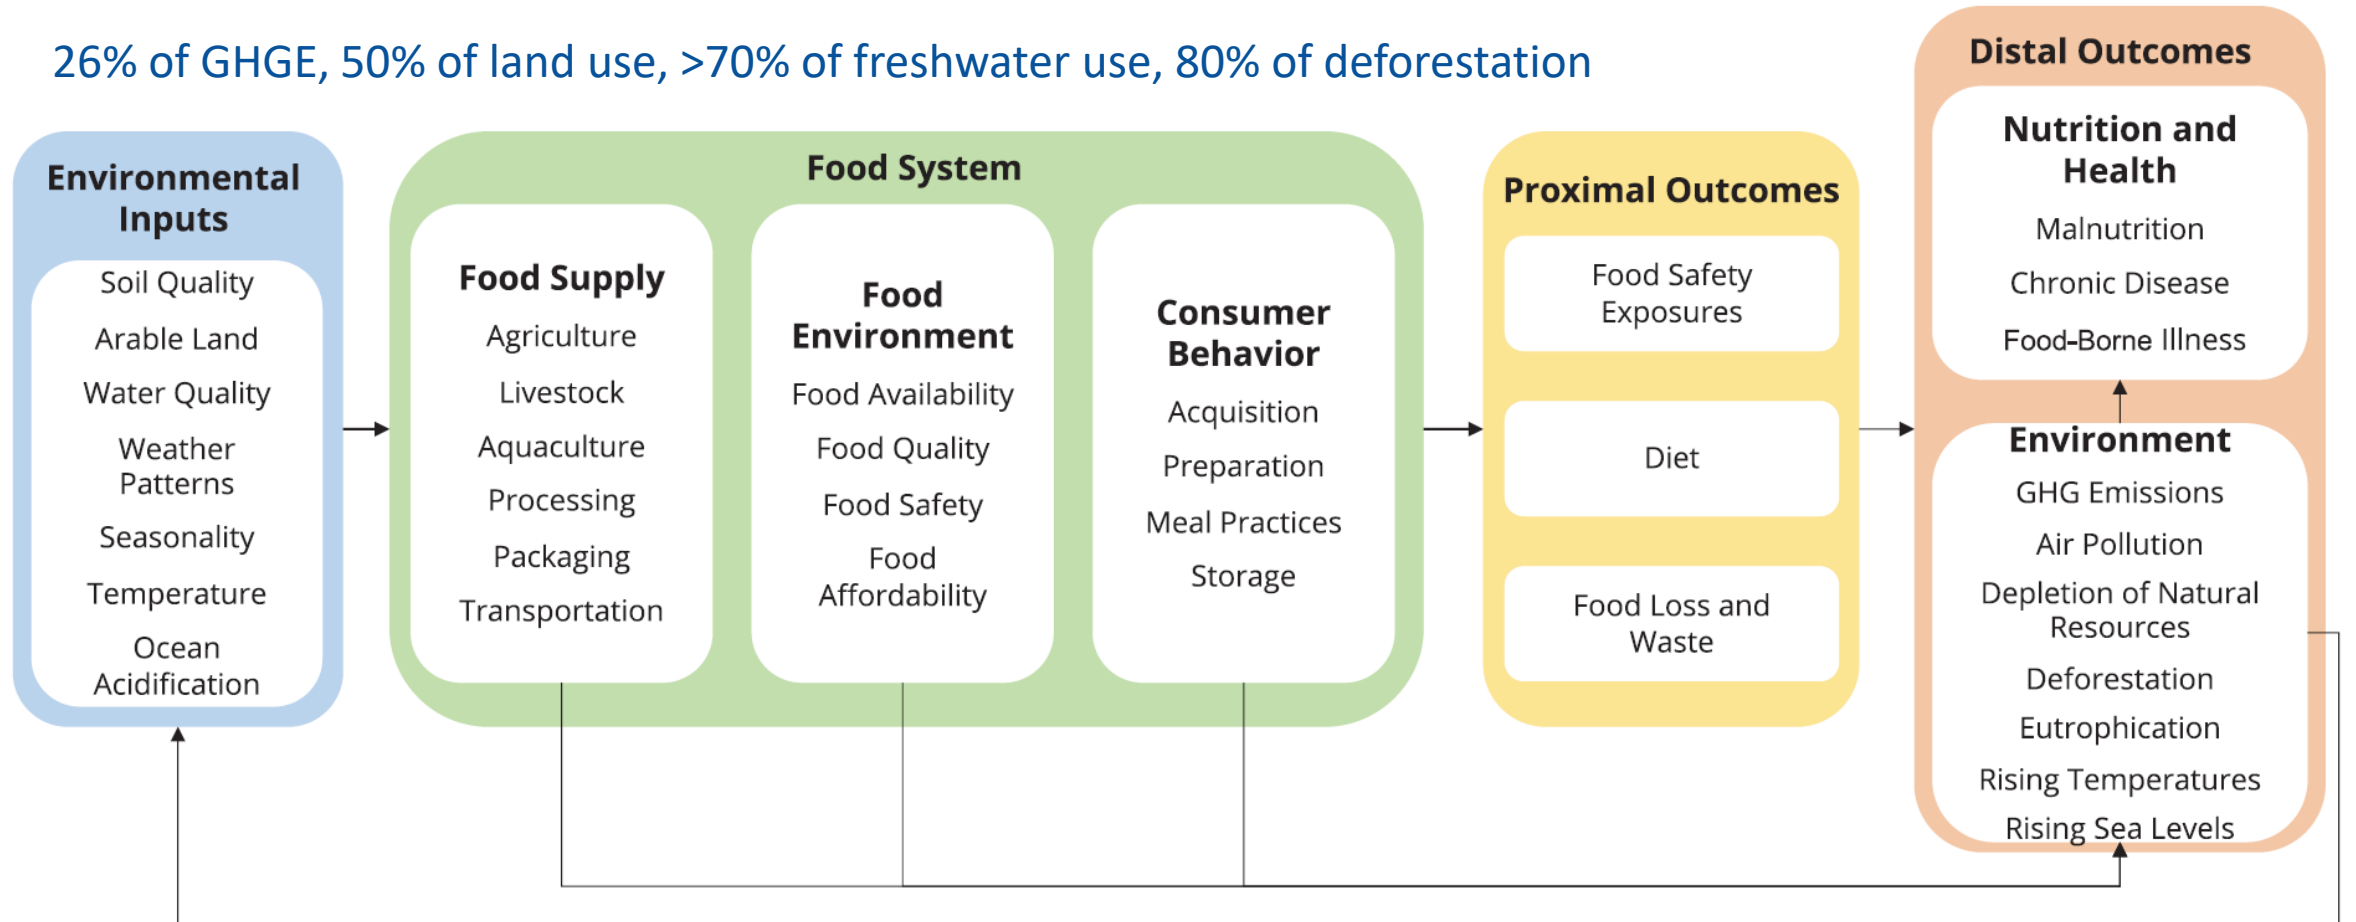 26% of GHGE, 50% of land use, >70% of freshwater use, 80% of deforestation
Environmental
Inputs
Soil Quality
Arable Land
Water Quality
Weather
Patterns
Seasonality
Temperature
Ocean
Acidification
Food System
Food Supply
Agriculture
Livestock
Aquaculture
Processing
Packaging
Transportation
Food
Environment
Food Availability
Food Quality
Food Safety
Food
Affordability
Consumer
Behavior
Acquisition
Preparation
Meal Practices
Storage
Proximal Outcomes
Food Safety
Exposures
Diet
Food Loss and
Waste
Distal Outcomes
Nutrition and
Health
Malnutrition
Chronic Disease
Food-Borne Illness
Environment
GHG Emissions
Air Pollution
Depletion of Natural
Resources
Deforestation
Eutrophication
Rising Temperatures
Rising Sea Levels